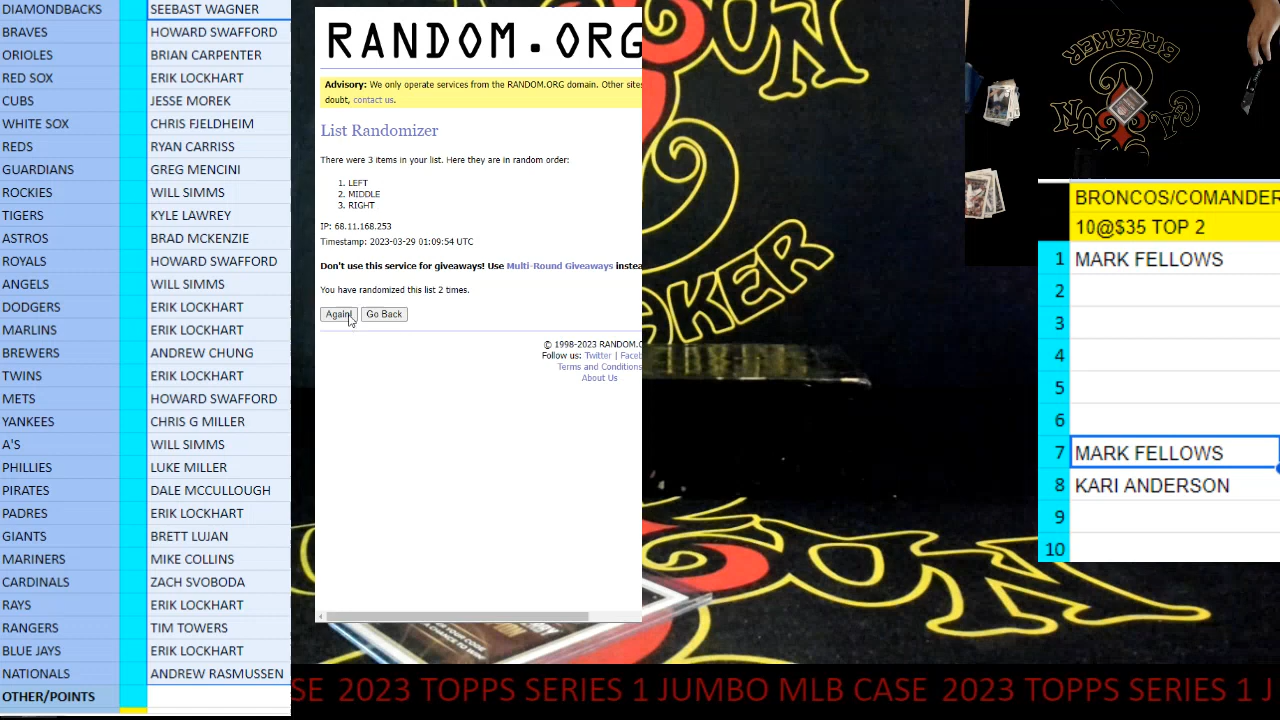 DIAMONDBACKS SEEBAST WAGNER
BRAVES HOWARD SWAFFORD
ORIOLES BRIAN CARPENTER
RED SOX ERIK LOCKHART
CUBS JESSE MOREK
WHITE SOX CHRIS FJELDHEIM
REDS RYAN CARRISS
GUARDIANS GREG MENCINI
ROCKIES WILL SIMMS
TIGERS KYLE LAWREY
ASTROS BRAD MCKENZIE
ROYALS HOWARD SWAFFORD
ANGELS WILL SIMMS
DODGERS ERIK LOCKHART
MARLINS ERIK LOCKHART
BREWERS ANDREW CHUNG
TWINS ERIK LOCKHART
METS HOWARD SWAFFORD
YANKEES CHRIS G MILLER
A'S WILL SIMMS
PHILLIES LUKE MILLER
PIRATES DALE MCCULLOUGH
PADRES ERIK LOCKHART
GIANTS BRETT LUJAN
MARINERS MIKE COLLINS
CARDINALS ZACH SVOBODA
RAYS ERIK LOCKHART
RANGERS TIM TOWERS
BLUE JAYS ERIK LOCKHART
NATIONALS ANDREW RASMUSSEN
OTHER/POINTS
RANDOM.ORG
Advisory: We only operate services from the RANDOM.ORG domain. Other sites
doubt, contact us.
List Randomizer
There were 3 items in your list. Here they are in random order:
1. LEFT
2. MIDDLE
3. RIGHT
IP: 68.11.168.253
Timestamp: 2023-03-29 01:09:54 UTC
Don't use this service for giveaways! Use Multi-Round Giveaways instea
You have randomized this list 2 times.
Again! Go Back
© 1998-2023 RANDOM.O
Follow us: Twitter | Faceb
Terms and Conditions
About Us
BREAKER
BRONCOS/COMANDER
10@$35 TOP 2
1 MARK FELLOWS
2
3
4
5
6
7 MARK FELLOWS
8 KARI ANDERSON
9
10
SE 2023 TOPPS SERIES 1 JUMBO MLB CASE 2023 TOPPS SERIES 1 J